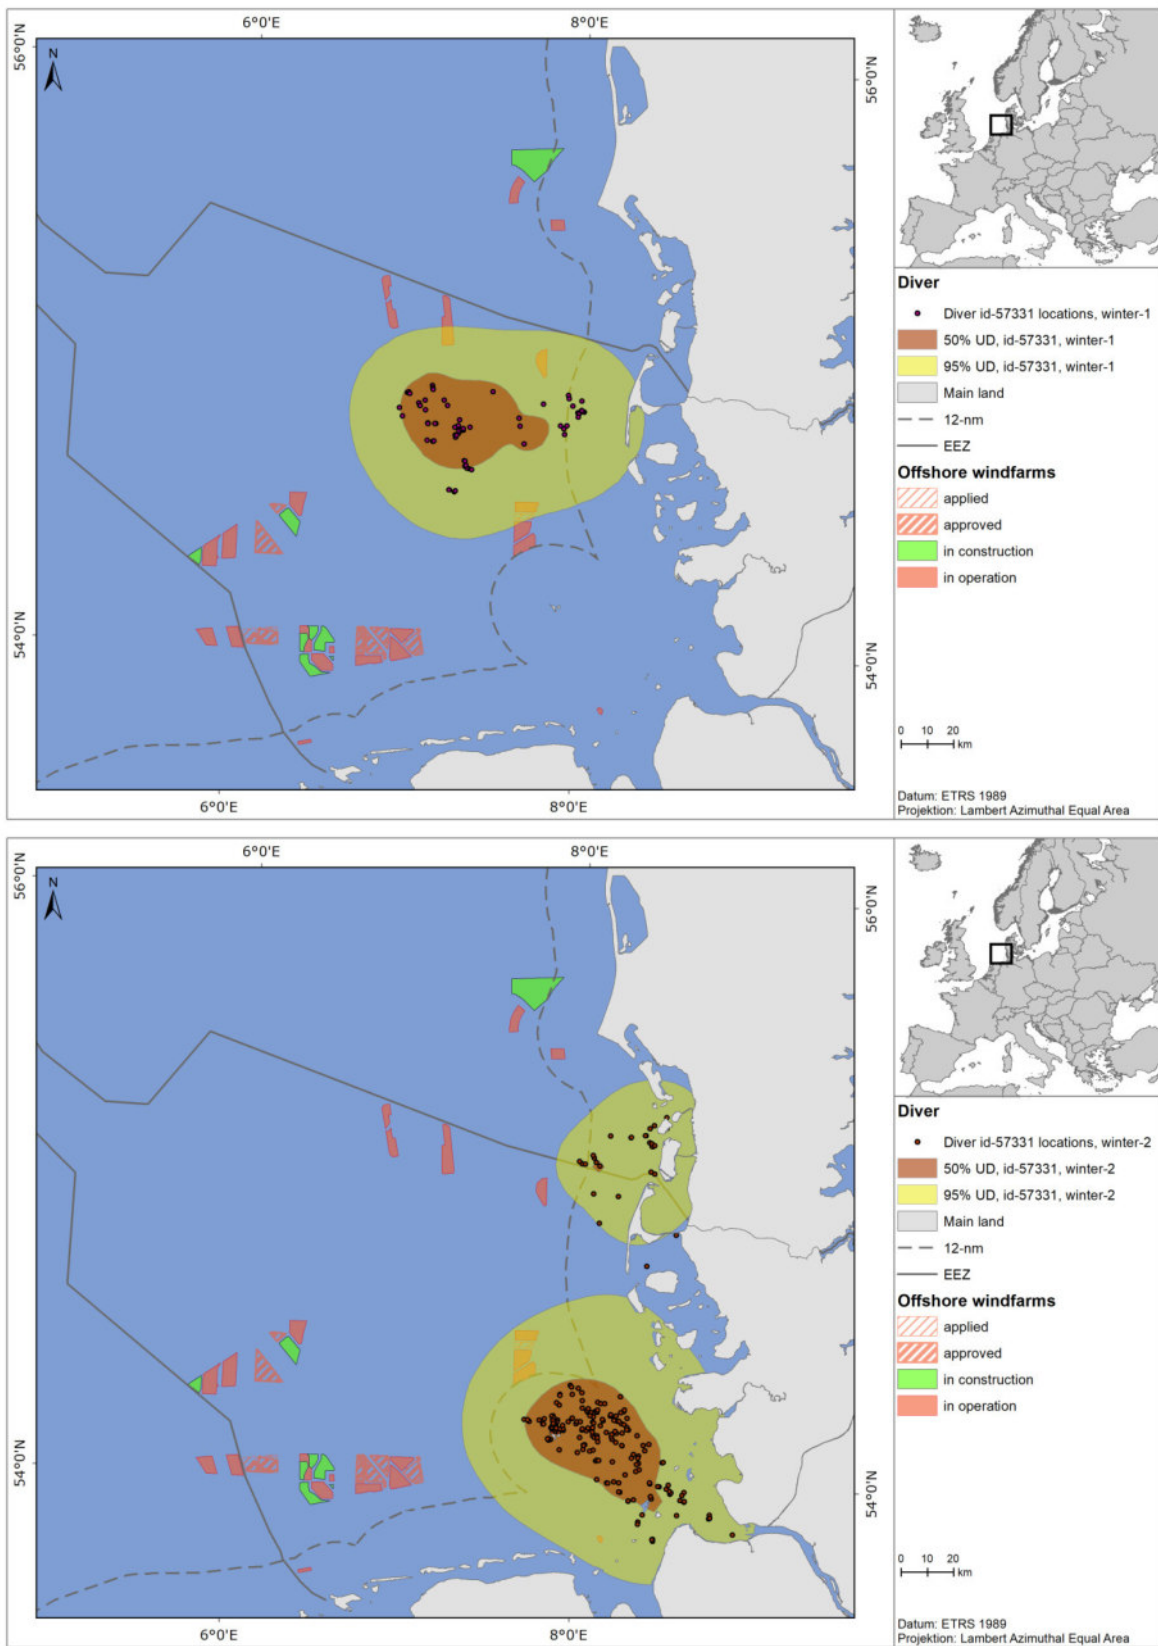 6°0'E
8°0'E
56°0'N
56°0'N
N
54°0'N
54°0'N
6°0'E
8°0'E
Diver
Diver id-57331 locations, winter-1
50% UD, id-57331, winter-1
95% UD, id-57331, winter-1
Main land
12-nm
EEZ
Offshore windfarms
applied
approved
in construction
in operation
0 10 20
km
Datum: ETRS 1989
Projektion: Lambert Azimuthal Equal Area
6°0'E
8°0'E
56°0'N
56°0'N
N
54°0'N
54°0'N
6°0'E
8°0'E
Diver
Diver id-57331 locations, winter-2
50% UD, id-57331, winter-2
95% UD, id-57331, winter-2
Main land
12-nm
EEZ
Offshore windfarms
applied
approved
in construction
in operation
0 10 20
km
Datum: ETRS 1989
Projektion: Lambert Azimuthal Equal Area